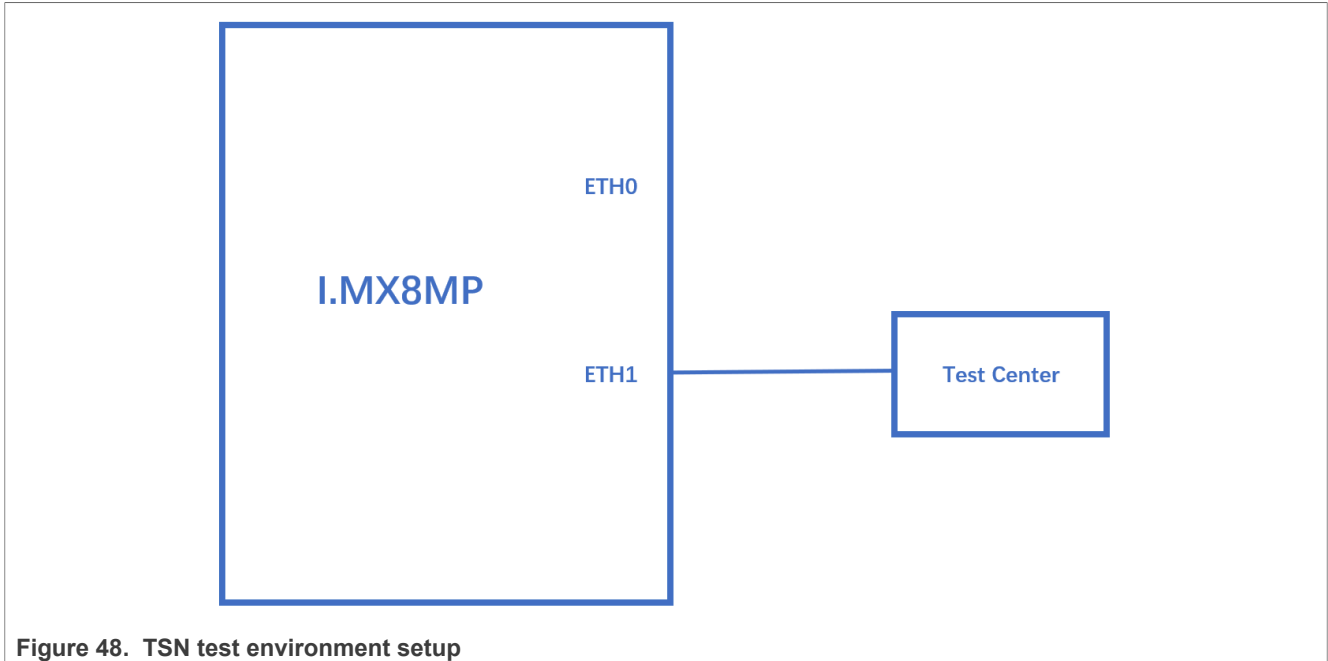 ETH0
I.MX8MP
ETH1
Test Center
Figure 48. TSN test environment setup